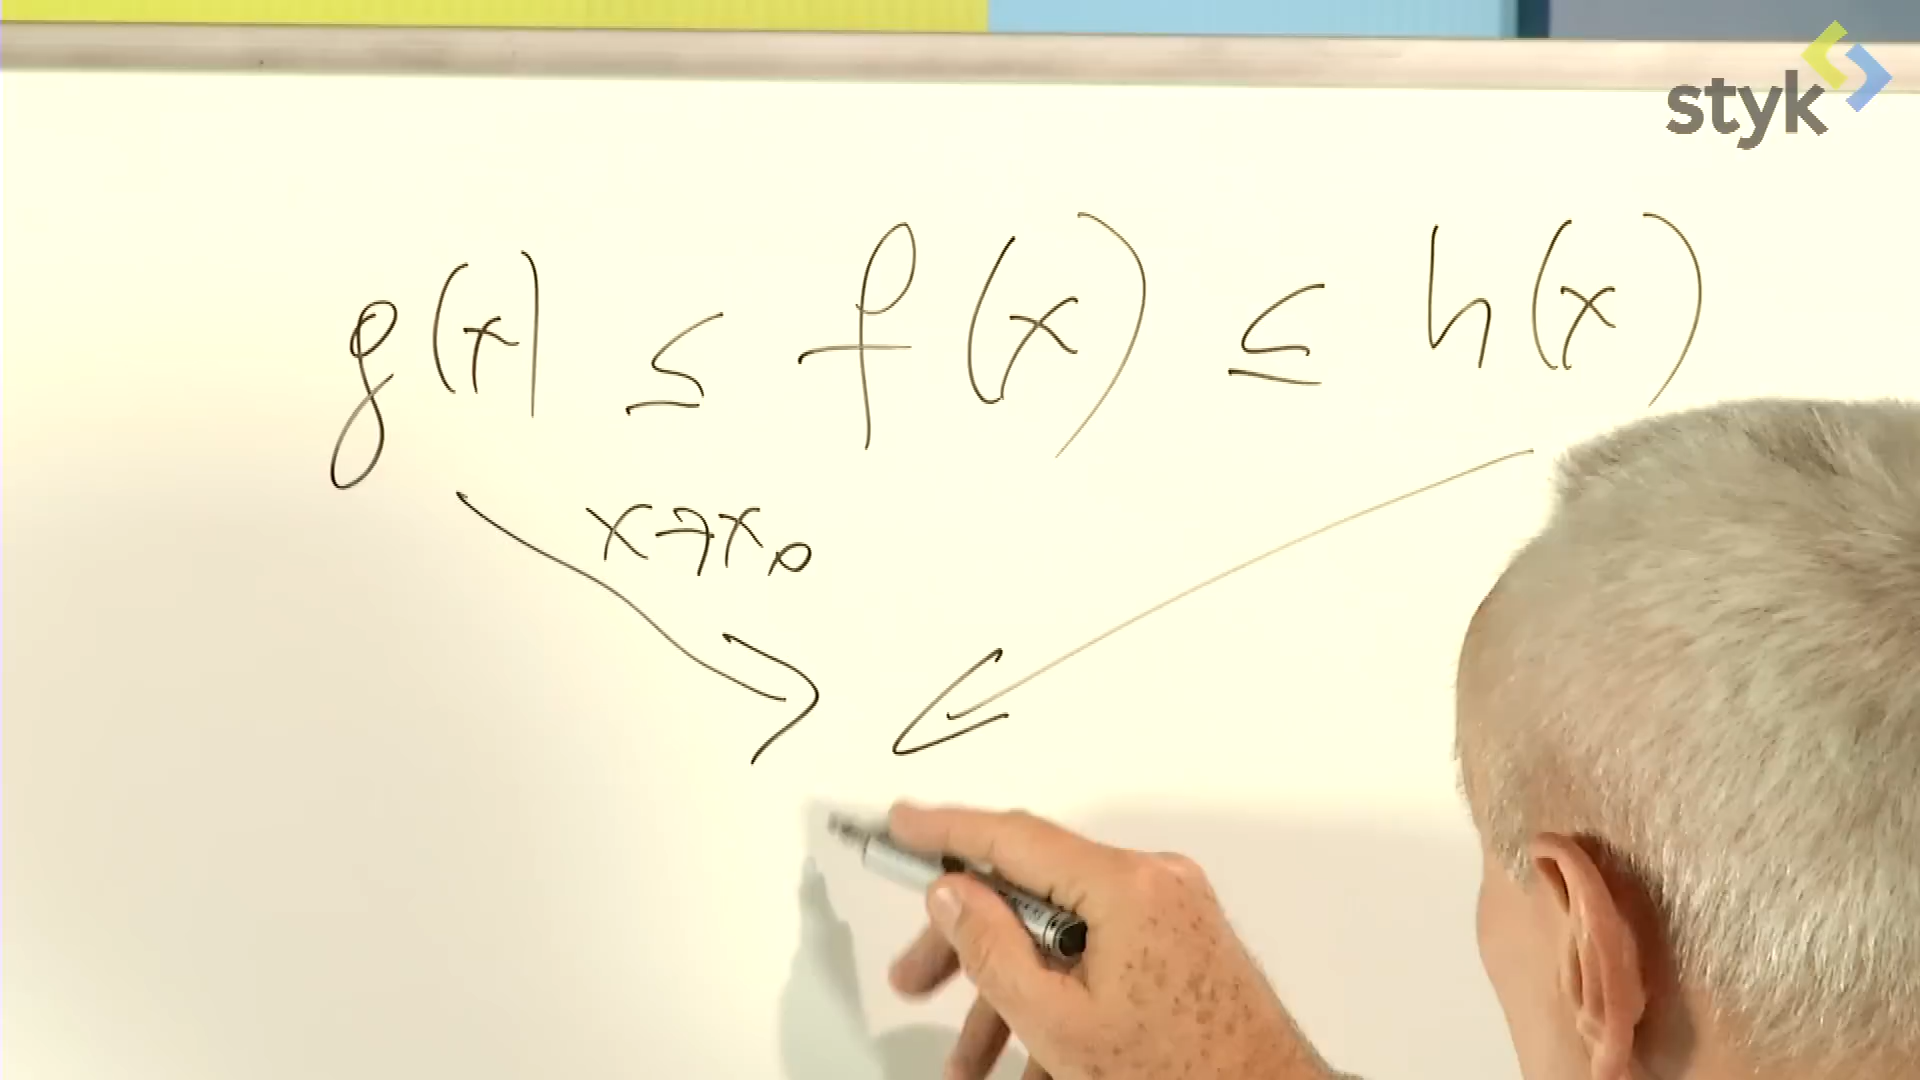 styk
g(x) ≤ f(x) ≤ h(x)
x→x₀